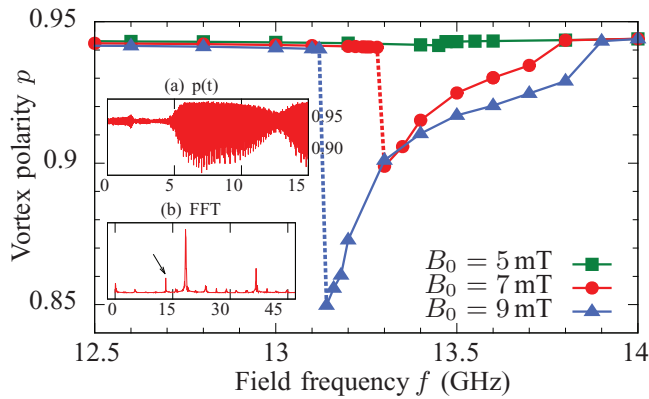 0.95
0.9
0.85
Vortex polarity p
(a) p(t)
0.95
0.90
0 5 10 15
(b) FFT
0 15 30 45
B₀ = 5 mT
B₀ = 7 mT
B₀ = 9 mT
12.5 13 13.5 14
Field frequency f (GHz)